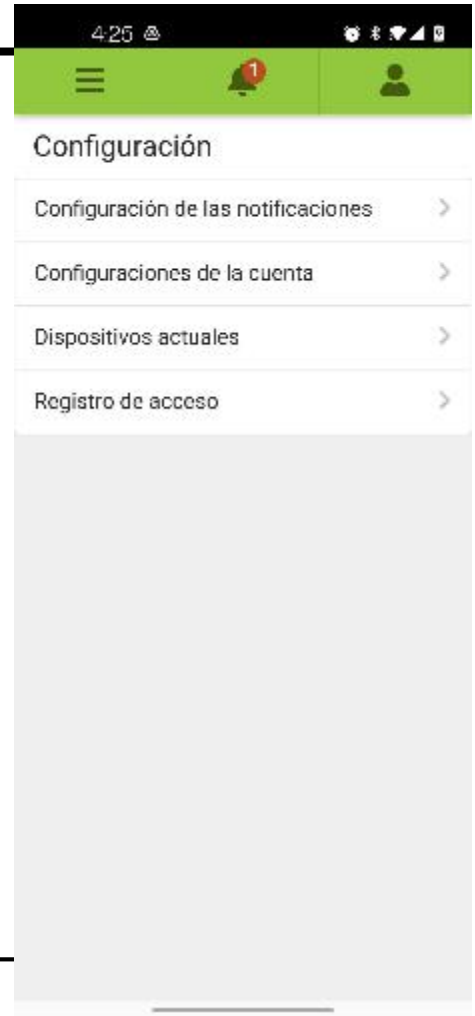 4:25
1
Configuración
Configuración de las notificaciones
Configuraciones de la cuenta
Dispositivos actuales
Registro de acceso